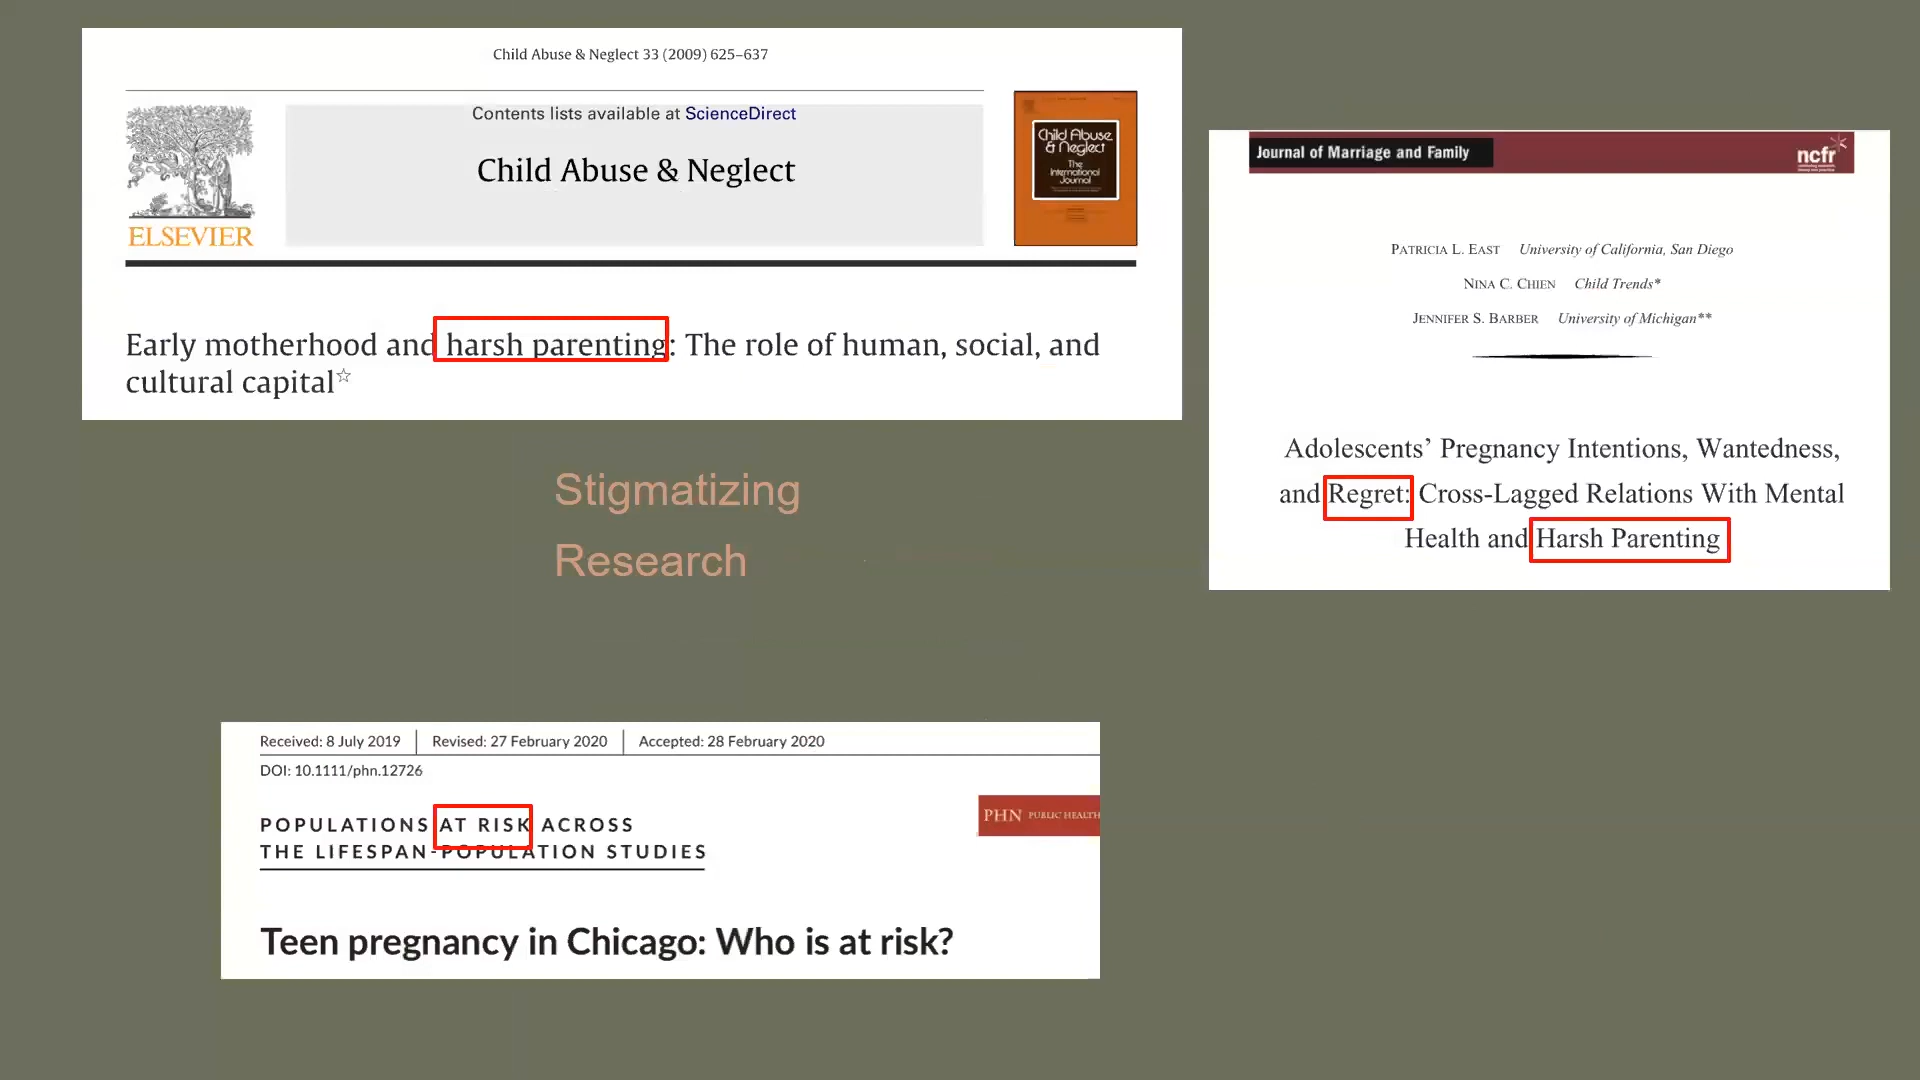 Child Abuse & Neglect 33 (2009) 625–637
Contents lists available at ScienceDirect
Child Abuse & Neglect
ELSEVIER
Child Abuse
& Neglect
The
International
Journal
Early motherhood and harsh parenting: The role of human, social, and
cultural capital☆
Journal of Marriage and Family
ncfr
PATRICIA L. EAST University of California, San Diego
NINA C. CHIEN Child Trends*
JENNIFER S. BARBER University of Michigan**
Adolescents’ Pregnancy Intentions, Wantedness,
and Regret: Cross-Lagged Relations With Mental
Health and Harsh Parenting
Stigmatizing
Research
Received: 8 July 2019 | Revised: 27 February 2020 | Accepted: 28 February 2020
DOI: 10.1111/phn.12726
PHN PUBLIC HEALTH
POPULATIONS AT RISK ACROSS
THE LIFESPAN-POPULATION STUDIES
Teen pregnancy in Chicago: Who is at risk?